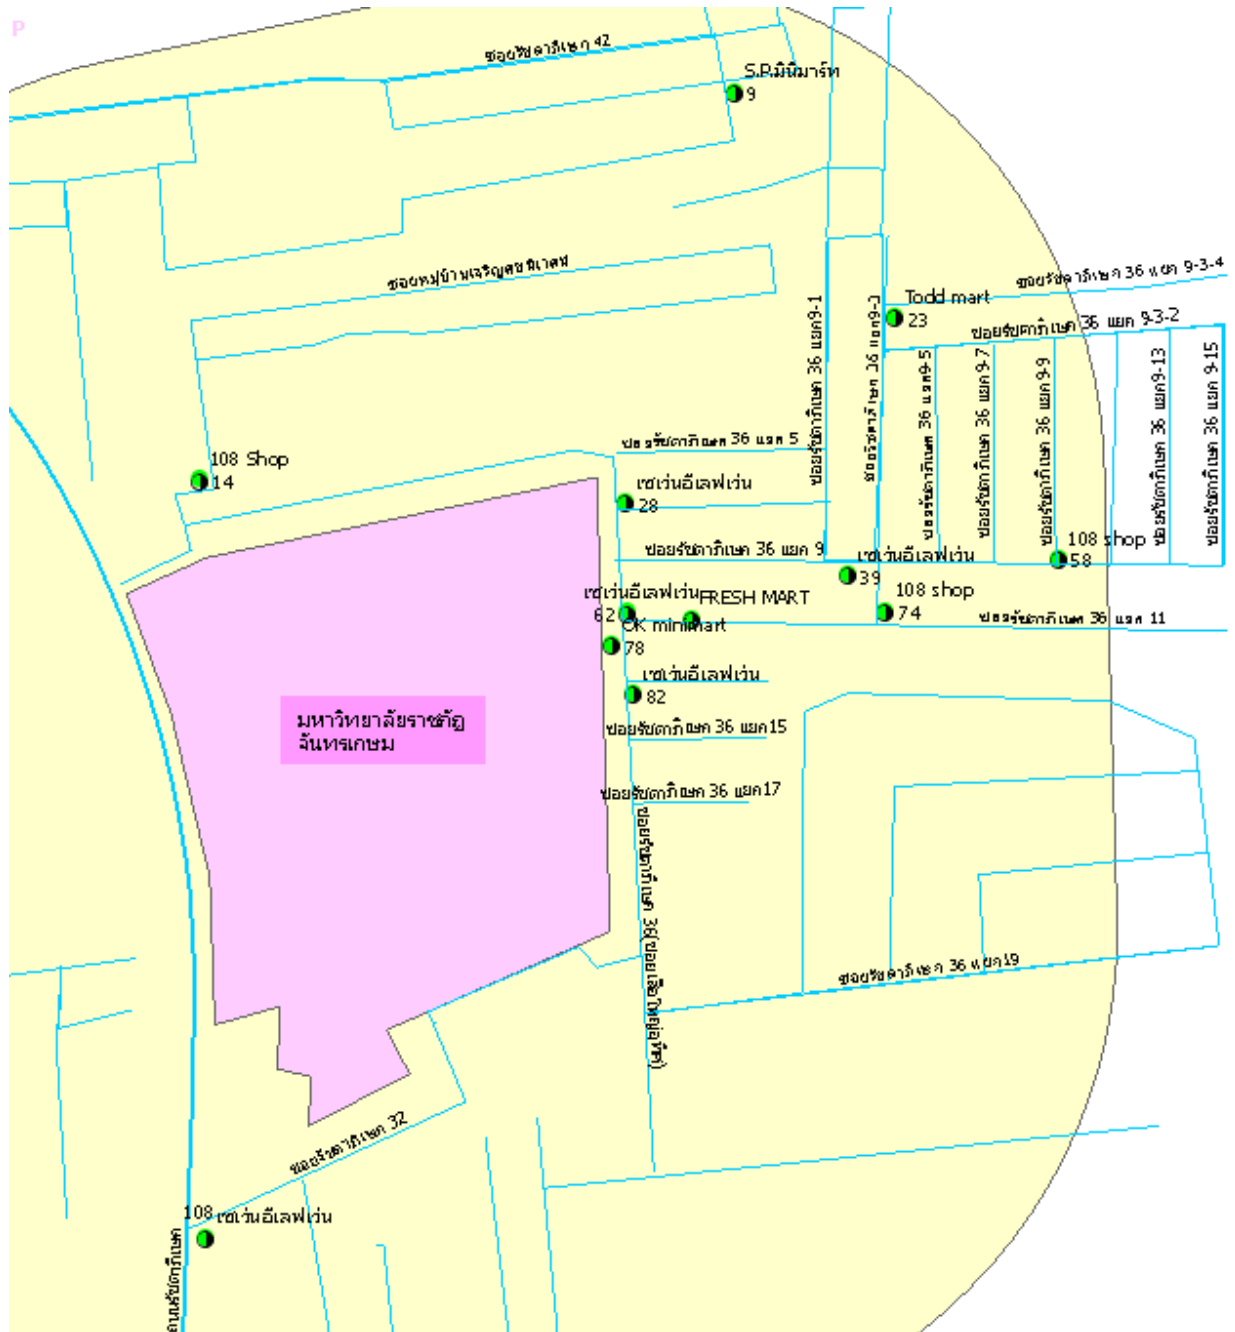 P
ซอยรัชดาภิเษก 42
S.P.มินิมาร์ท
9
ซอยหมู่บ้านเจริญสุขนิเวศน์
ซอยรัชดาภิเษก 36 แยก 9-3-4
Todd mart
23
ซอยรัชดาภิเษก 36 แยก 9-3-2
ซอยรัชดาภิเษก 36 แยก9-1
ซอยรัชดาภิเษก 36 แยก9-3
ซอยรัชดาภิเษก 36 แยก9-5
ซอยรัชดาภิเษก 36 แยก9-7
ซอยรัชดาภิเษก 36 แยก9-9
ซอยรัชดาภิเษก 36 แยก9-13
ซอยรัชดาภิเษก 36 แยก 9-15
ซอยรัชดาภิเษก 36 แยก 5
108 Shop
14
เซเว่นอีเลฟเว่น
28
ซอยรัชดาภิเษก 36 แยก 9
เซเว่นอีเลฟเว่น
39
108 shop
58
เซเว่นอีเลฟเว่น
62
FRESH MART
108 shop
74
ซอยรัชดาภิเษก 36 แยก 11
OK minimart
78
เซเว่นอีเลฟเว่น
82
มหาวิทยาลัยราชภัฏ
จันทรเกษม
ซอยรัชดาภิเษก 36 แยก15
ซอยรัชดาภิเษก 36 แยก17
ซอยรัชดาภิเษก 36(ซอยเสือใหญ่อุทิศ)
ซอยรัชดาภิเษก 36 แยก19
ซอยรัชดาภิเษก 32
108 เซเว่นอีเลฟเว่น
ถนนรัชดาภิเษก